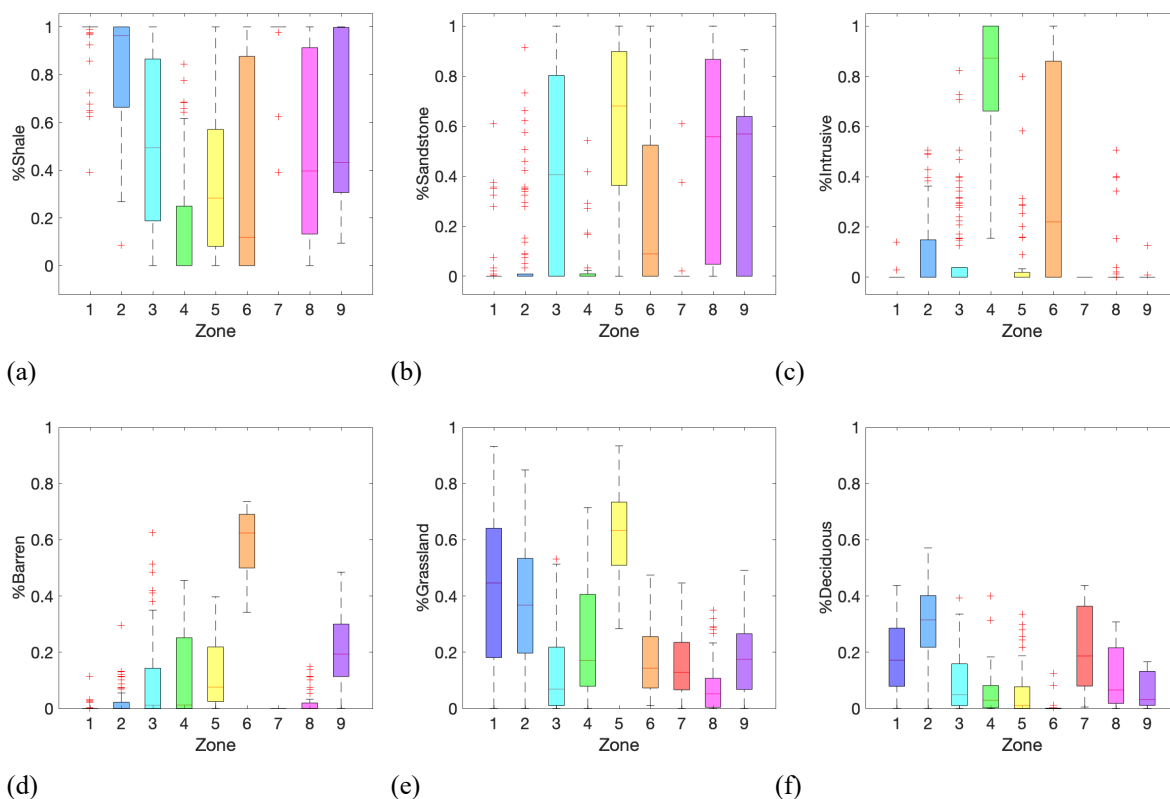 1 1 1
0.8 0.8 0.8
0.6 0.6 0.6
0.4 0.4 0.4
0.2 0.2 0.2
0 0 0
%Shale %Sandstone %Intrusive
1 2 3 4 5 6 7 8 9 1 2 3 4 5 6 7 8 9 1 2 3 4 5 6 7 8 9
Zone Zone Zone
(a) (b) (c)
1 1 1
0.8 0.8 0.8
0.6 0.6 0.6
0.4 0.4 0.4
0.2 0.2 0.2
0 0 0
%Barren %Grassland %Deciduous
1 2 3 4 5 6 7 8 9 1 2 3 4 5 6 7 8 9 1 2 3 4 5 6 7 8 9
Zone Zone Zone
(d) (e) (f)